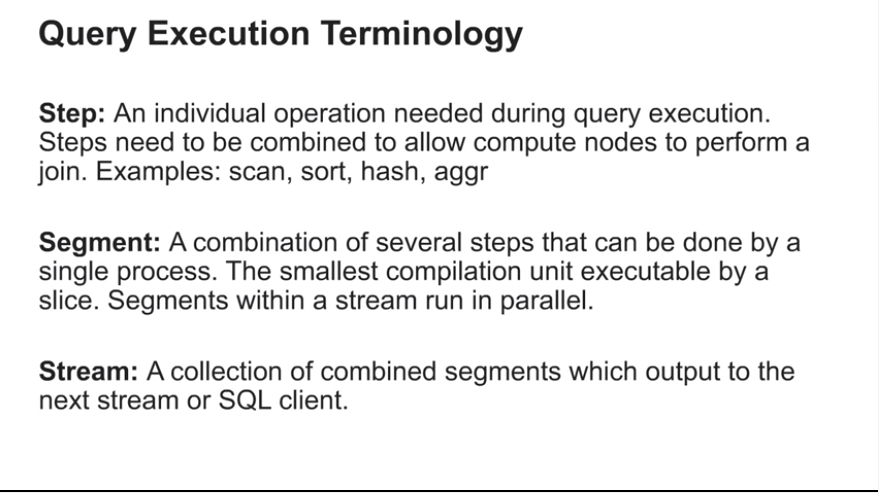 Query Execution Terminology
Step: An individual operation needed during query execution.
Steps need to be combined to allow compute nodes to perform a
join. Examples: scan, sort, hash, aggr
Segment: A combination of several steps that can be done by a
single process. The smallest compilation unit executable by a
slice. Segments within a stream run in parallel.
Stream: A collection of combined segments which output to the
next stream or SQL client.